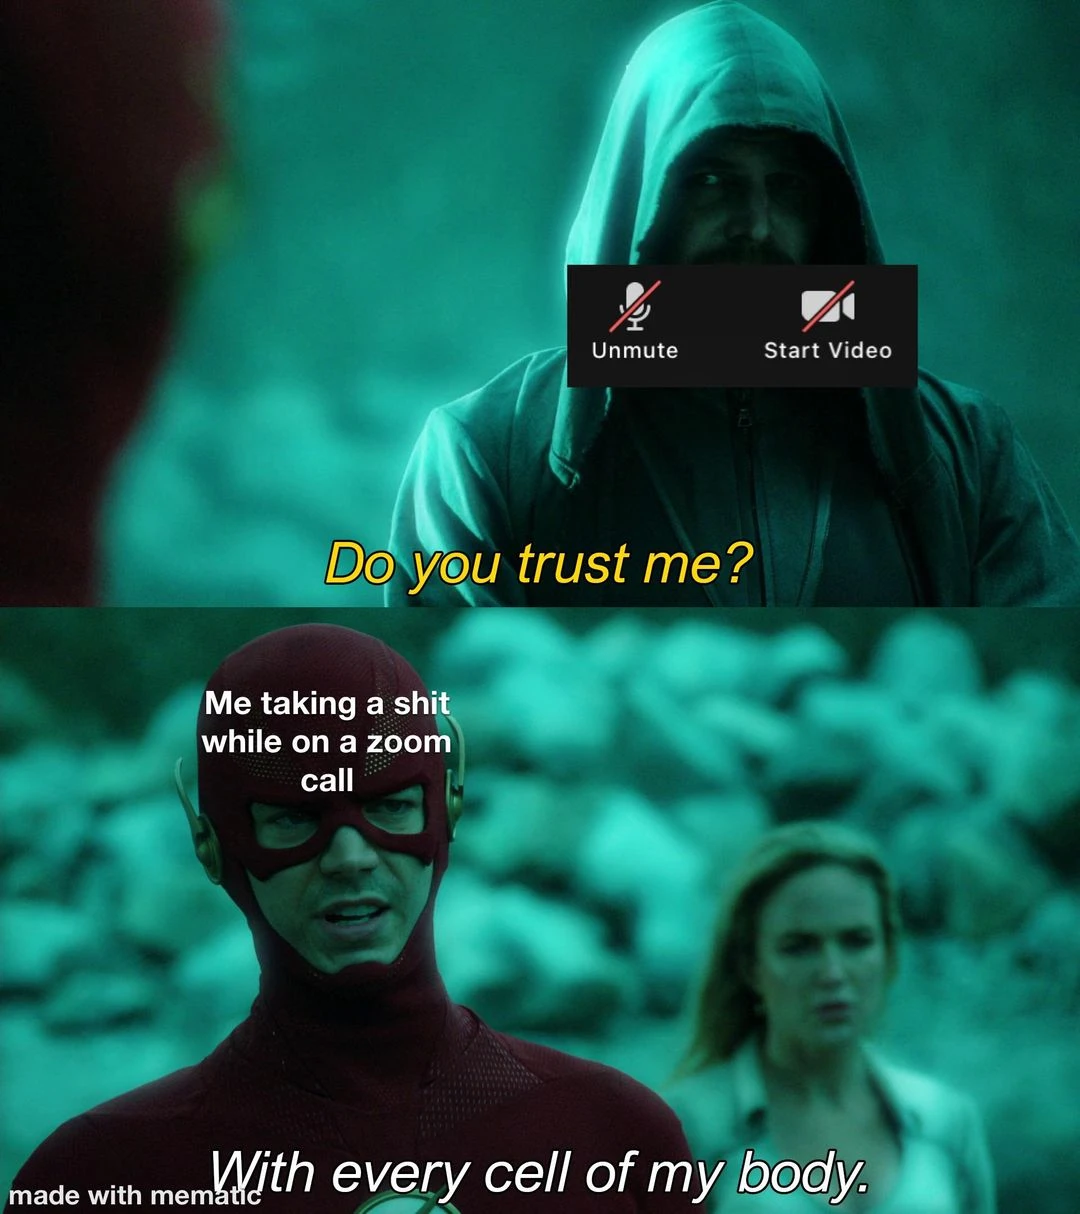 Unmute Start Video
Do you trust me?
Me taking a shit
while on a zoom
call
With every cell of my body.
made with mematic